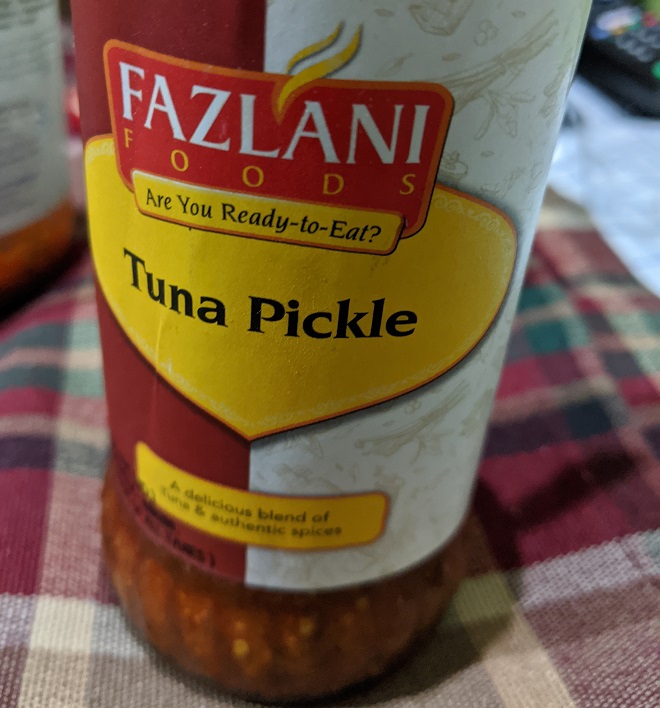 FAZLANI
FOODS
Are You Ready-to-Eat?
Tuna Pickle
A delicious blend of
Tuna & authentic spices